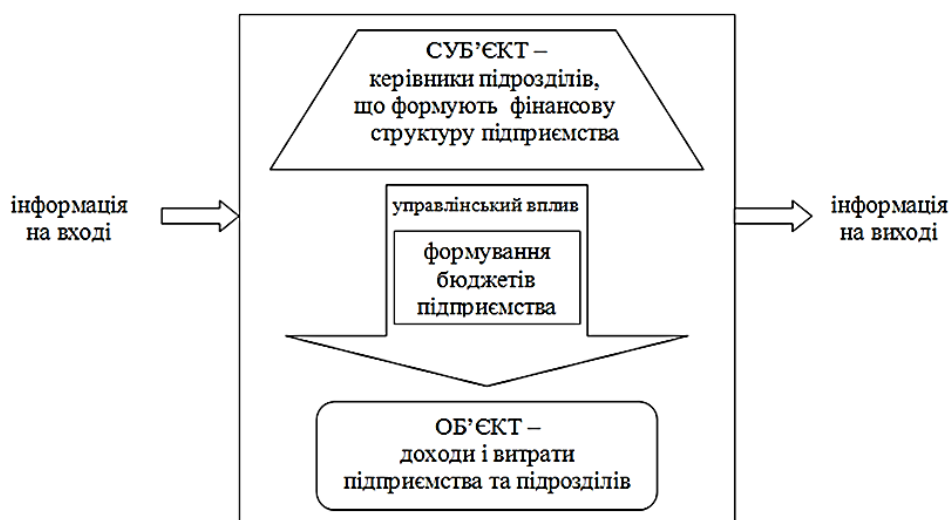 СУБ’ЄКТ –
керівники підрозділів,
що формують фінансову
структуру підприємства
інформація
на вході
управлінський вплив
формування
бюджетів
підприємства
інформація
на виході
ОБ’ЄКТ –
доходи і витрати
підприємства та підрозділів